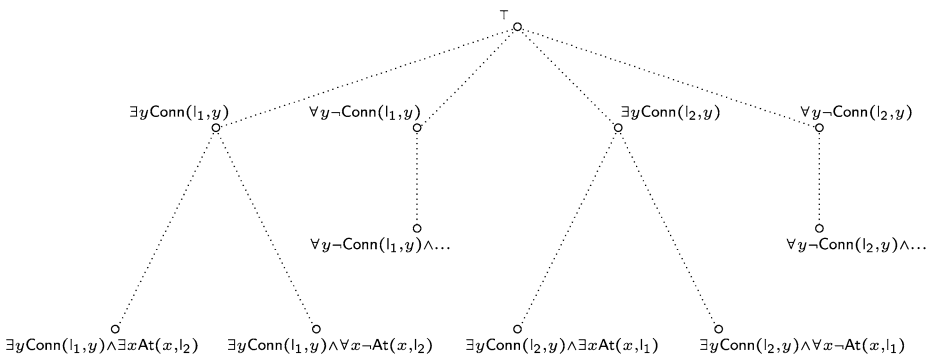 ⊤
∃yConn(l₁,y) ∀y¬Conn(l₁,y) ∃yConn(l₂,y) ∀y¬Conn(l₂,y)
∀y¬Conn(l₁,y)∧... ∀y¬Conn(l₂,y)∧...
∃yConn(l₁,y)∧∃xAt(x,l₂) ∃yConn(l₁,y)∧∀x¬At(x,l₂) ∃yConn(l₂,y)∧∃xAt(x,l₁) ∃yConn(l₂,y)∧∀x¬At(x,l₁)